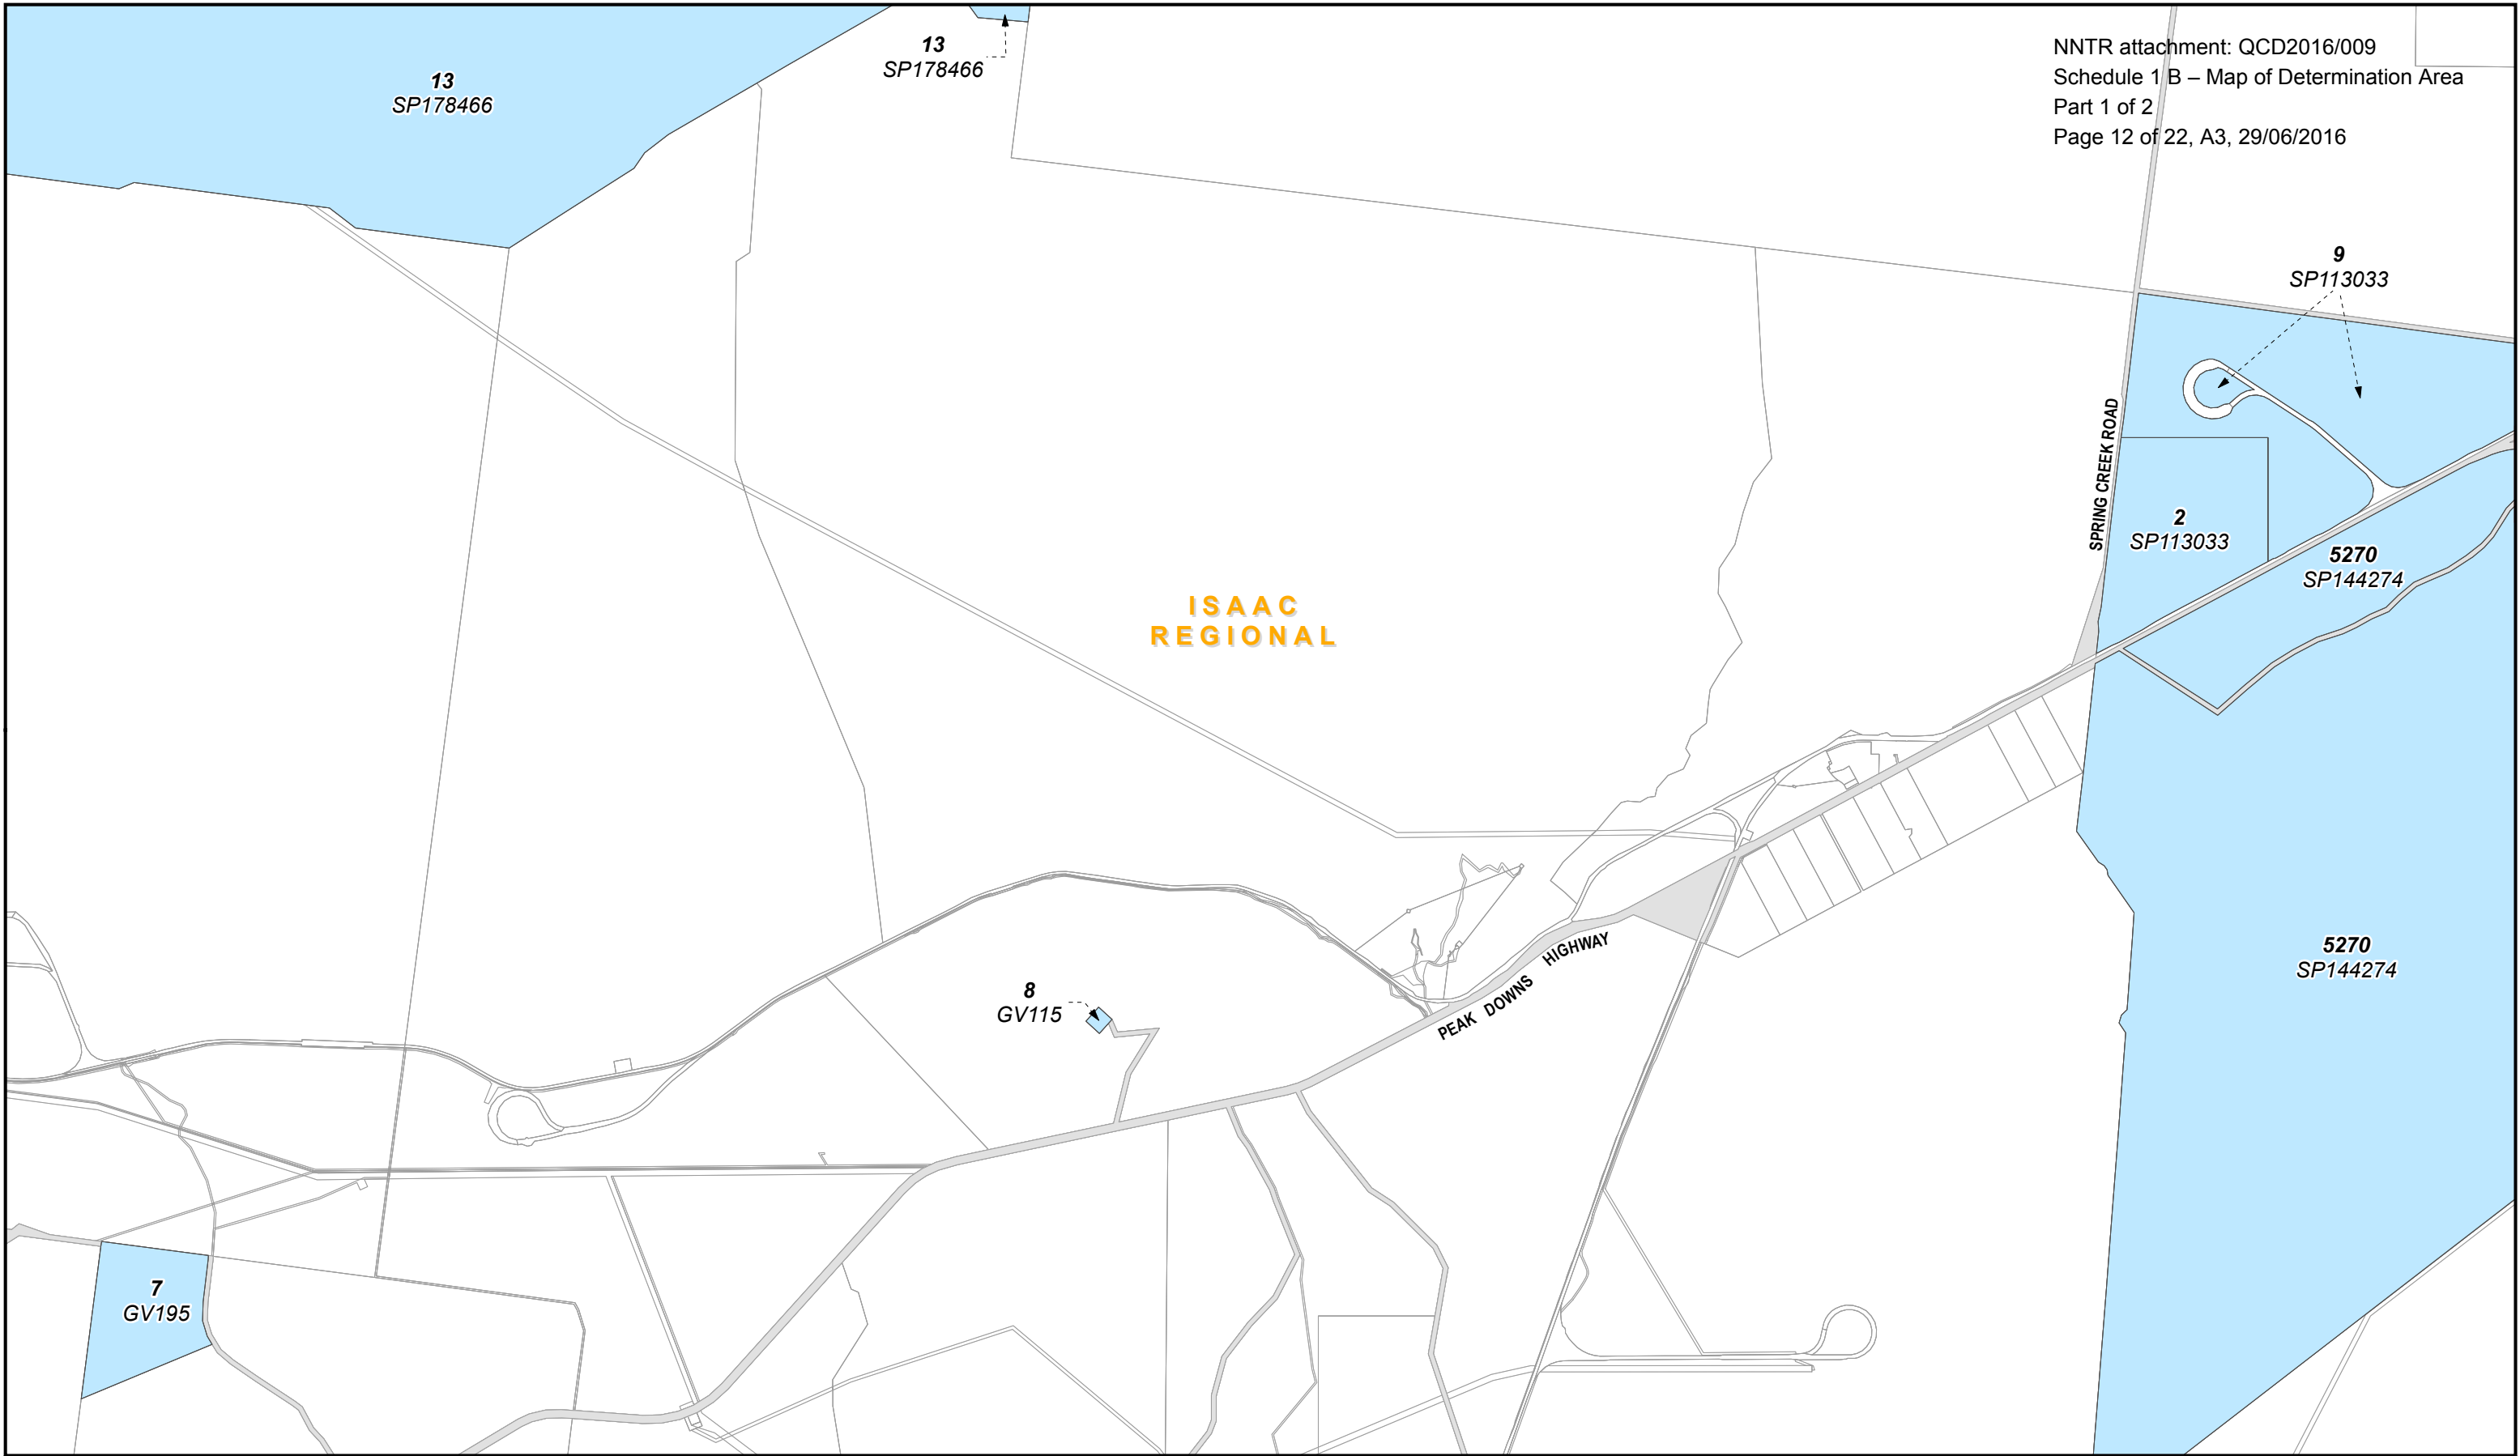 13
SP178466
13
SP178466
NNTR attachment: QCD2016/009
Schedule 1 B – Map of Determination Area
Part 1 of 2
Page 12 of 22, A3, 29/06/2016
9
SP113033
SPRING CREEK ROAD
2
SP113033
5270
SP144274
ISAAC
REGIONAL
PEAK DOWNS HIGHWAY
5270
SP144274
8
GV115
7
GV195